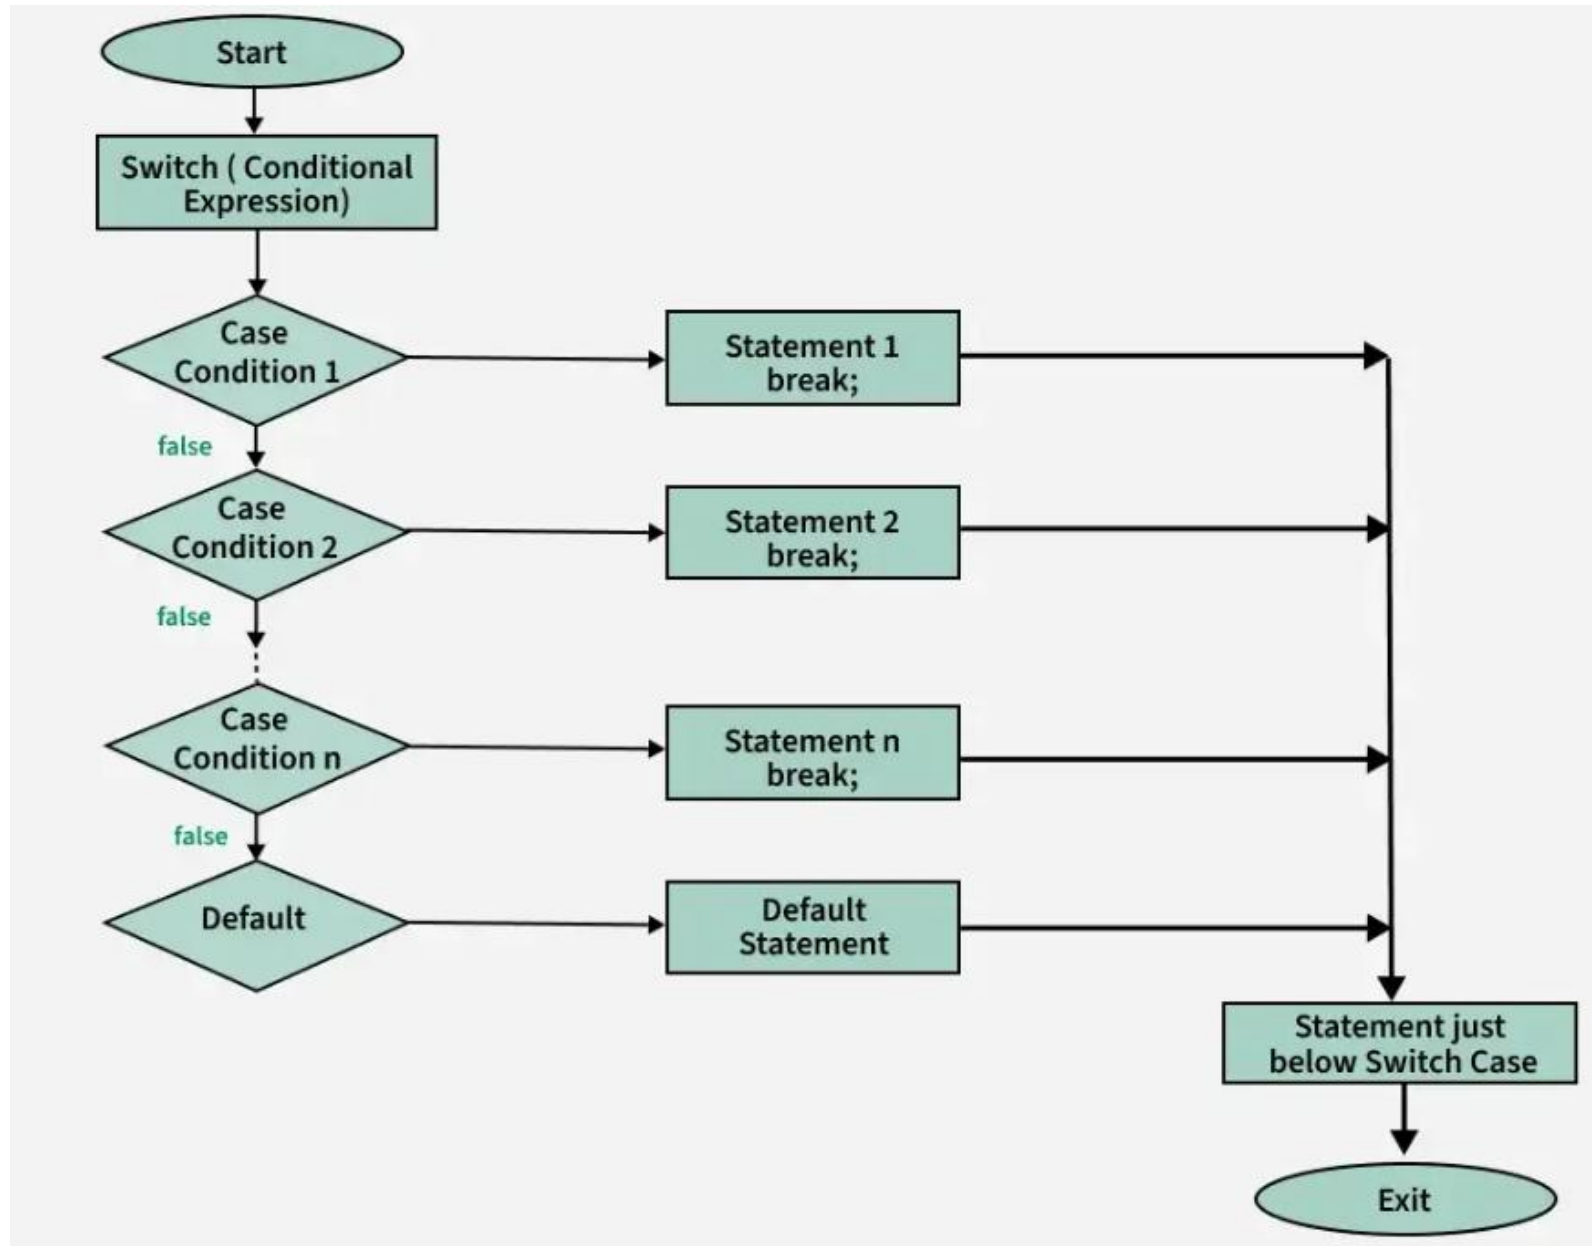 Start
Switch ( Conditional
Expression)
Case
Condition 1
Statement 1
break;
false
Case
Condition 2
Statement 2
break;
false
Case
Condition n
Statement n
break;
false
Default
Default
Statement
Statement just
below Switch Case
Exit